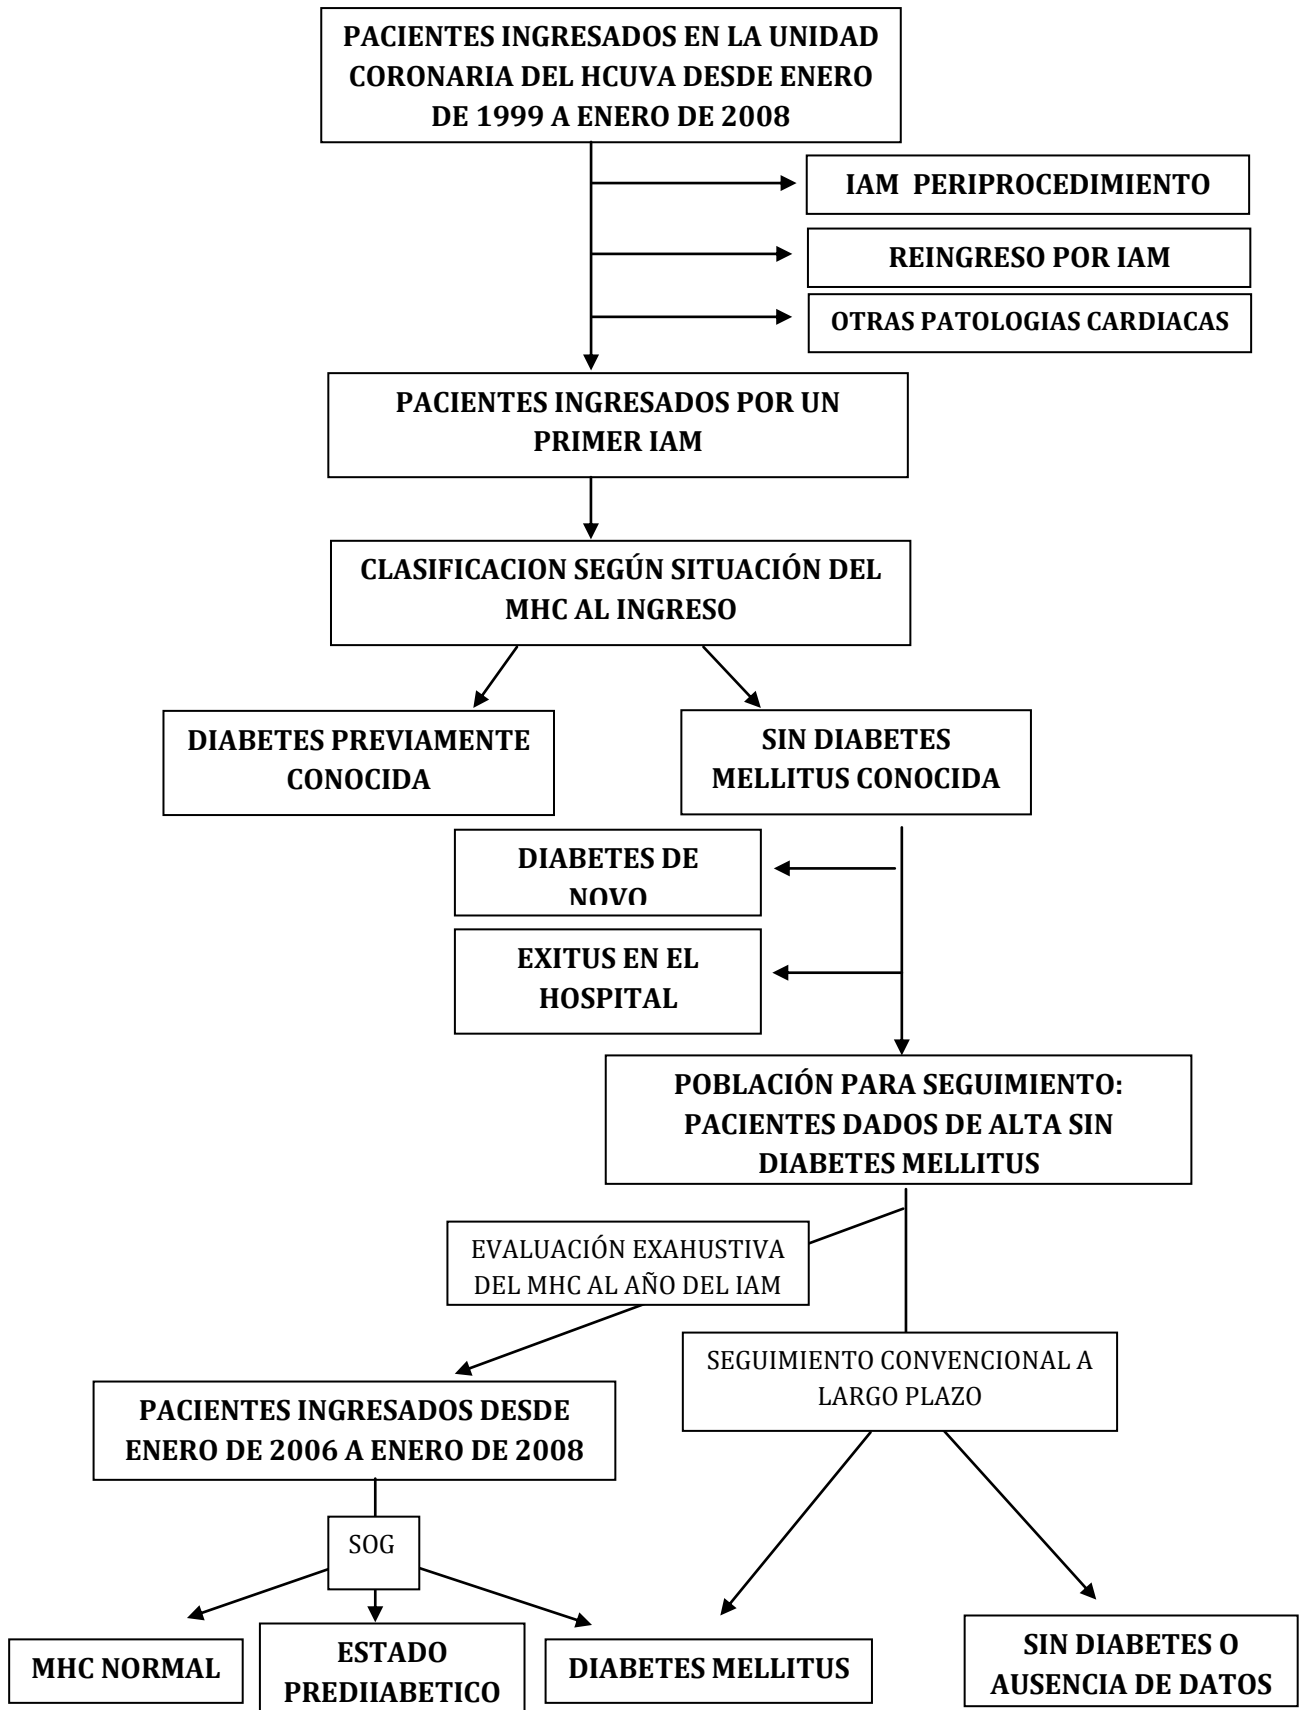 PACIENTES INGRESADOS EN LA UNIDAD
CORONARIA DEL HCUVA DESDE ENERO
DE 1999 A ENERO DE 2008
IAM PERIPROCEDIMIENTO
REINGRESO POR IAM
OTRAS PATOLOGIAS CARDIACAS
PACIENTES INGRESADOS POR UN
PRIMER IAM
CLASIFICACION SEGÚN SITUACIÓN DEL
MHC AL INGRESO
DIABETES PREVIAMENTE
CONOCIDA
SIN DIABETES
MELLITUS CONOCIDA
DIABETES DE
NOVO
EXITUS EN EL
HOSPITAL
POBLACIÓN PARA SEGUIMIENTO:
PACIENTES DADOS DE ALTA SIN
DIABETES MELLITUS
EVALUACIÓN EXAHUSTIVA
DEL MHC AL AÑO DEL IAM
SEGUIMIENTO CONVENCIONAL A
LARGO PLAZO
PACIENTES INGRESADOS DESDE
ENERO DE 2006 A ENERO DE 2008
SOG
MHC NORMAL
ESTADO
PREDIIABETICO
DIABETES MELLITUS
SIN DIABETES O
AUSENCIA DE DATOS